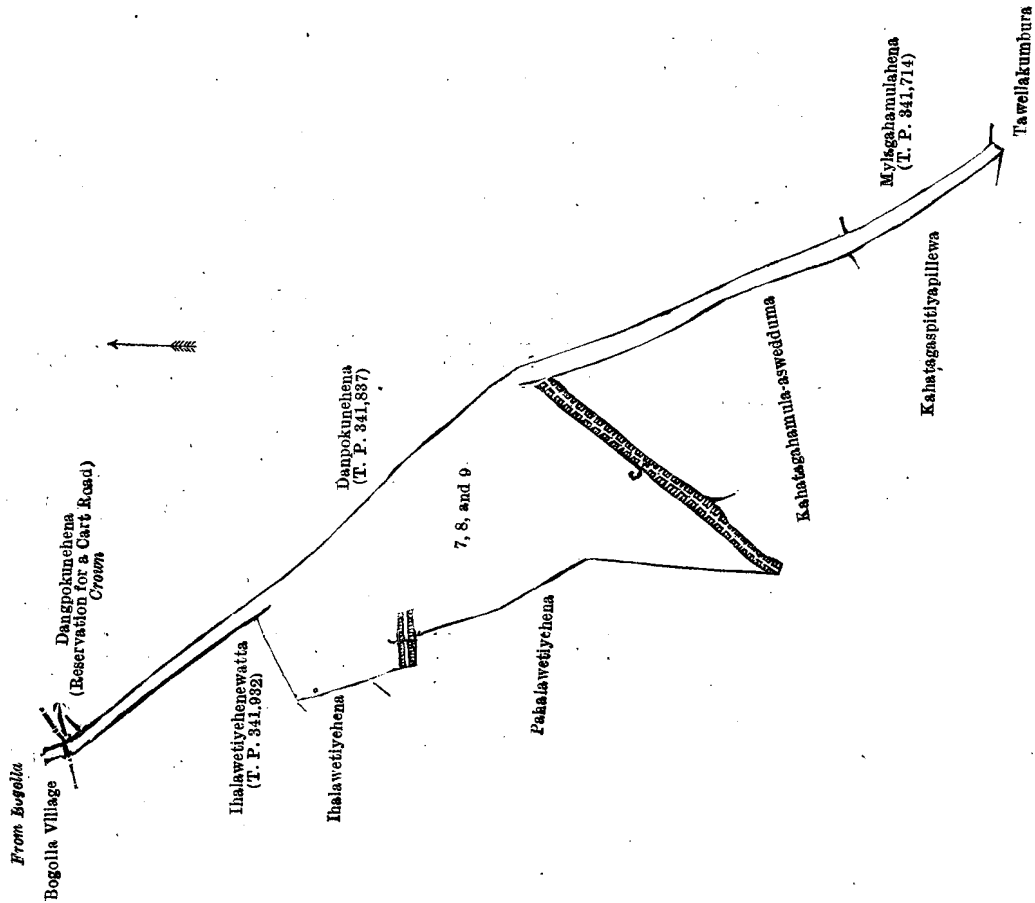 From Bogolla
Bogolla Village
Dangpokunehena
(Reservation for a Cart Road)
Crown
Ihalawetiyehenewatta
(T. P. 341,932)
Ihalawetiyehena
Danpokunehena
(T. P. 341,837)
7, 8, and 9
Pahalawetiyehena
Kahatagahamula-aswedduma
Mylagahamulahena
(T. P. 341,714)
Kahatagaspitiyapillewa
Tawellakumbura